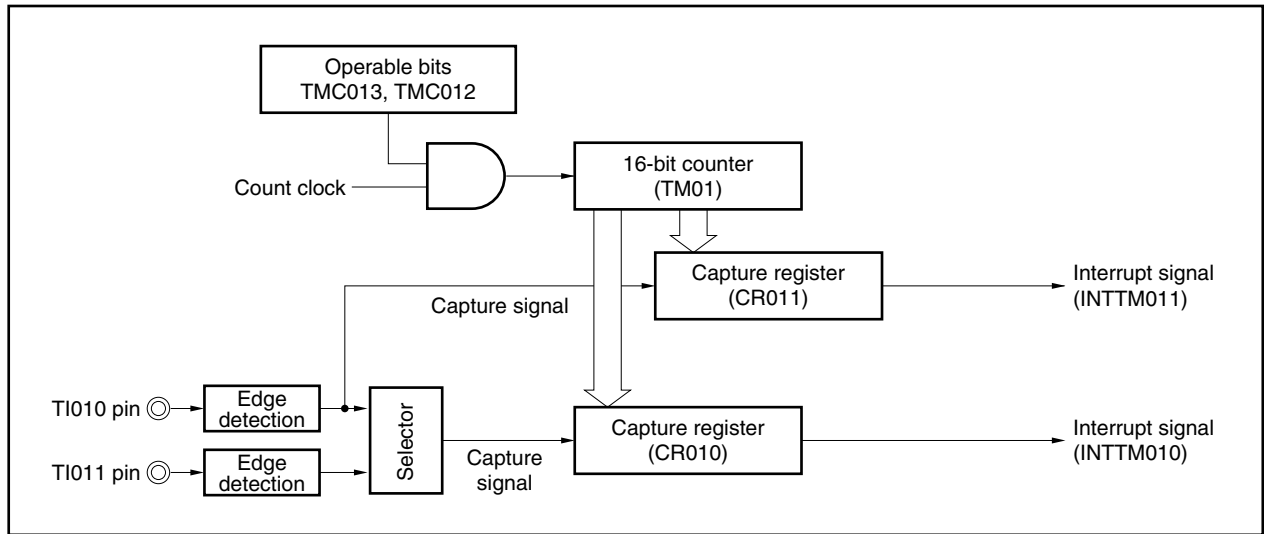 Operable bits
TMC013, TMC012
Count clock
16-bit counter
(TM01)
Capture register
(CR011)
Interrupt signal
(INTTM011)
Capture signal
TI010 pin
Edge
detection
Selector
Capture
signal
Capture register
(CR010)
Interrupt signal
(INTTM010)
TI011 pin
Edge
detection